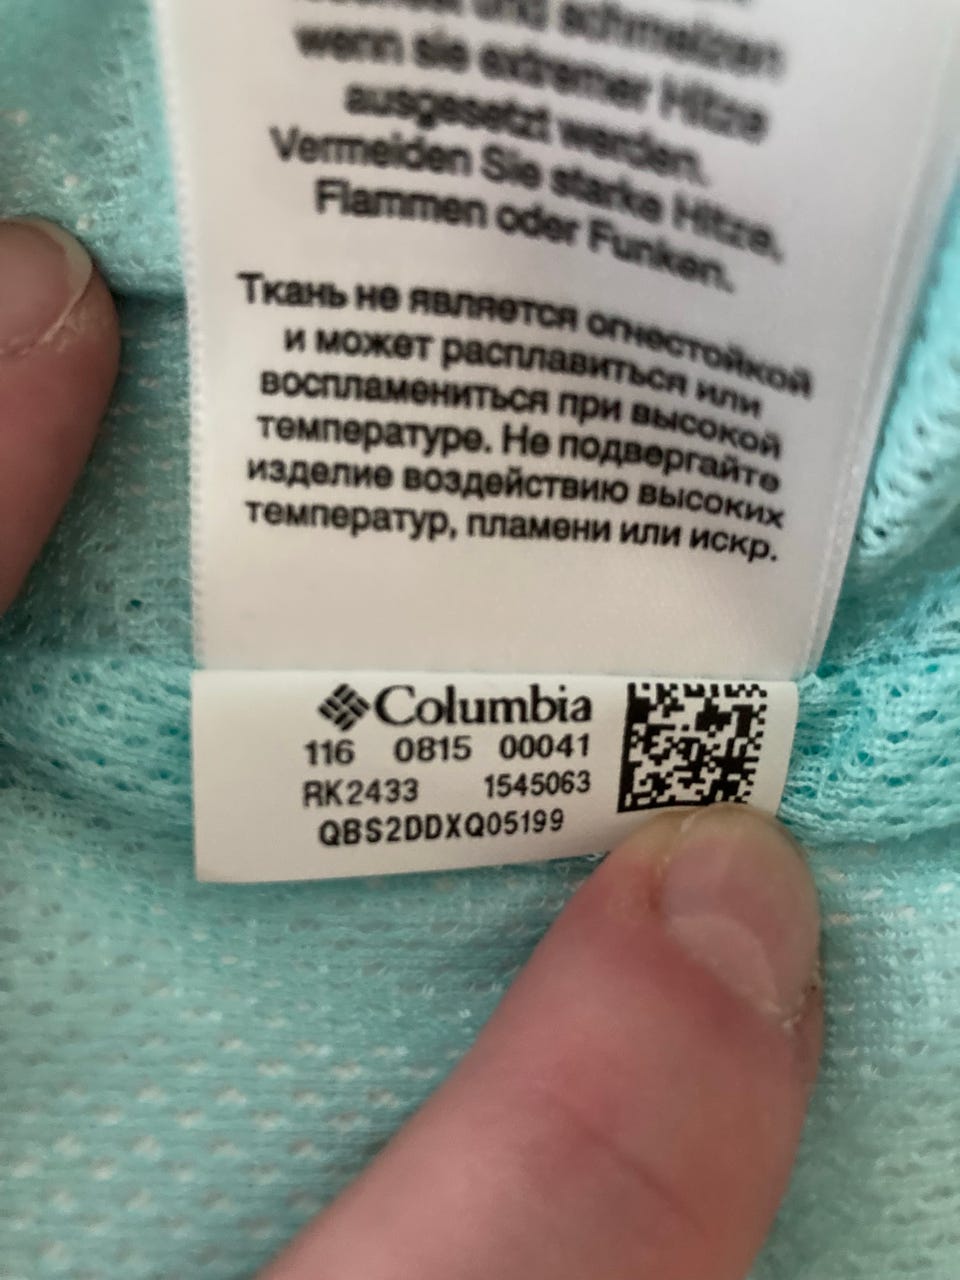 und schmelzen
wenn sie extremer Hitze
ausgesetzt werden.
Vermeiden Sie starke Hitze,
Flammen oder Funken.
Ткань не является огнестойкой
и может расплавиться или
воспламениться при высокой
температуре. Не подвергайте
изделие воздействию высоких
температур, пламени или искр.
Columbia
116 0815 00041
RK2433 1545063
QBS2DDXQ05199